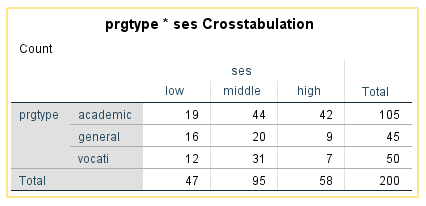 prgtype * ses Crosstabulation
Count
ses
low middle high Total
prgtype academic 19 44 42 105
general 16 20 9 45
vocati 12 31 7 50
Total 47 95 58 200